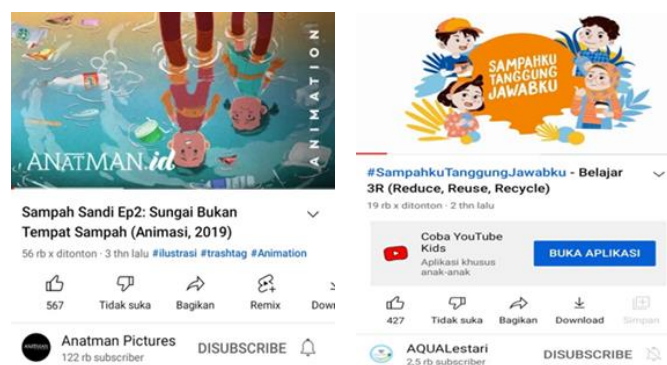 ANATMAN.id
ANIMATION
Sampah Sandi Ep2: Sungai Bukan
Tempat Sampah (Animasi, 2019)
56 rb x ditonton · 3 thn lalu #ilustrasi #trashtag #Animation
567
Tidak suka
Bagikan
Remix
Down
Anatman Pictures
122 rb subscriber
DISUBSCRIBE
SAMPAHKU
TANGGUNG
JAWABKU
#SampahkuTanggungJawabku - Belajar
3R (Reduce, Reuse, Recycle)
19 rb x ditonton · 2 thn lalu
Coba YouTube
Kids
Aplikasi khusus
anak-anak
BUKA APLIKASI
427
Tidak suka
Bagikan
Download
Simpan
AQUALestari
2,5 rb subscriber
DISUBSCRIBE